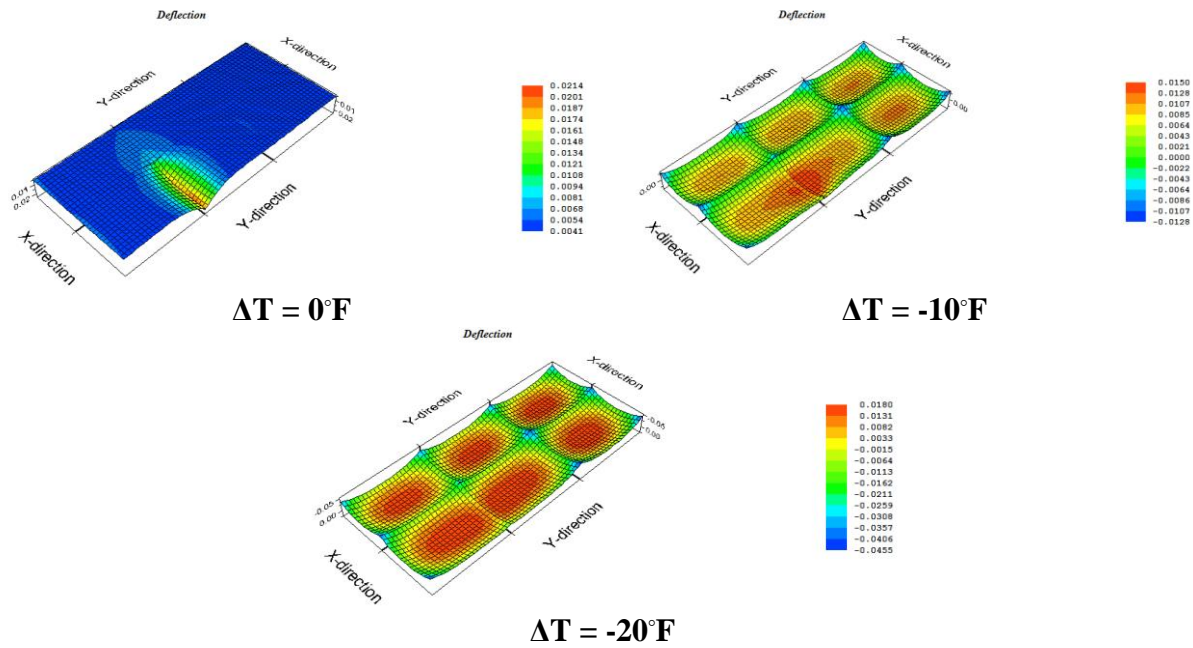 Deflection
X-direction
Y-direction
0.01
0.02
0.02
X-direction
Y-direction
0.0214
0.0201
0.0187
0.0174
0.0161
0.0148
0.0134
0.0121
0.0108
0.0094
0.0081
0.0068
0.0054
0.0041
ΔT = 0°F
Deflection
X-direction
Y-direction
0.00
0.00
X-direction
Y-direction
0.0150
0.0128
0.0107
0.0085
0.0064
0.0043
0.0021
0.0000
-0.0022
-0.0043
-0.0064
-0.0086
-0.0107
-0.0128
ΔT = -10°F
Deflection
X-direction
Y-direction
-0.05
0.00
-0.05
0.00
X-direction
Y-direction
0.0180
0.0131
0.0082
0.0033
-0.0015
-0.0064
-0.0113
-0.0162
-0.0211
-0.0259
-0.0308
-0.0357
-0.0406
-0.0455
ΔT = -20°F